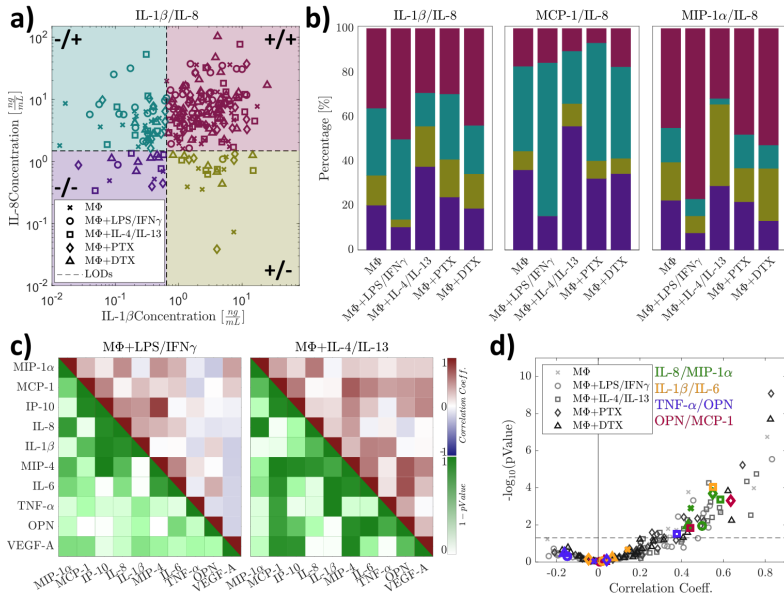 a)
IL-1β/IL-8
-/+
+/+
-/-
+/-
10²
10¹
10⁰
10⁻¹
10⁻²
IL-8Concentration [ng/mL]
MΦ
MΦ+LPS/IFNγ
MΦ+IL-4/IL-13
MΦ+PTX
MΦ+DTX
LODs
10⁻² 10⁻¹ 10⁰ 10¹ 10²
IL-1βConcentration [ng/mL]
b)
IL-1β/IL-8 MCP-1/IL-8 MIP-1α/IL-8
100
80
60
40
20
0
Percentage [%]
MΦ MΦ+LPS/IFNγ MΦ+IL-4/IL-13 MΦ+PTX MΦ+DTX
MΦ MΦ+LPS/IFNγ MΦ+IL-4/IL-13 MΦ+PTX MΦ+DTX
MΦ MΦ+LPS/IFNγ MΦ+IL-4/IL-13 MΦ+PTX MΦ+DTX
c)
MΦ+LPS/IFNγ MΦ+IL-4/IL-13
MIP-1α
MCP-1
IP-10
IL-8
IL-1β
MIP-4
IL-6
TNF-α
OPN
VEGF-A
MIP-1α MCP-1 IP-10 IL-8 IL-1β MIP-4 IL-6 TNF-α OPN VEGF-A
MIP-1α MCP-1 IP-10 IL-8 IL-1β MIP-4 IL-6 TNF-α OPN VEGF-A
1
0
-1
Correlation Coeff.
1
0
1 − pValue
d)
-15
-10
-6
-4
-2
0
-log₁₀(pValue)
MΦ
MΦ+LPS/IFNγ
MΦ+IL-4/IL-13
MΦ+PTX
MΦ+DTX
IL-8/MIP-1α
IL-1β/IL-6
TNF-α/OPN
OPN/MCP-1
-0.2 0 0.2 0.4 0.6 0.8
Correlation Coeff.